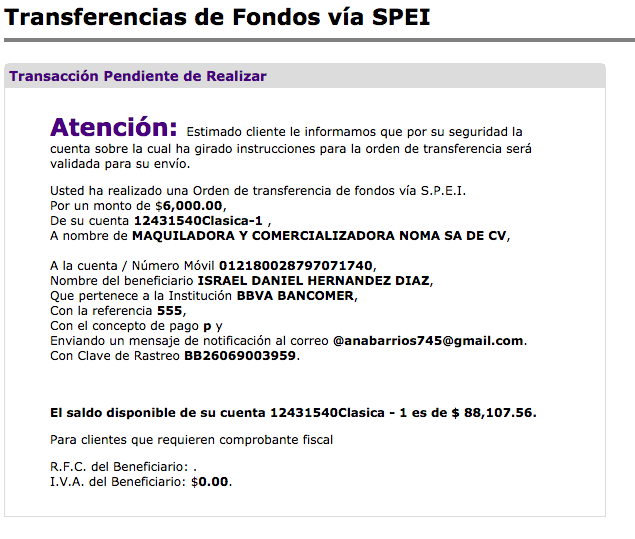 Transferencias de Fondos vía SPEI
Transacción Pendiente de Realizar
Atención: Estimado cliente le informamos que por su seguridad la
cuenta sobre la cual ha girado instrucciones para la orden de transferencia será
validada para su envío.
Usted ha realizado una Orden de transferencia de fondos vía S.P.E.I.
Por un monto de $6,000.00,
De su cuenta 12431540Clasica-1 ,
A nombre de MAQUILADORA Y COMERCIALIZADORA NOMA SA DE CV,
A la cuenta / Número Móvil 012180028797071740,
Nombre del beneficiario ISRAEL DANIEL HERNANDEZ DIAZ,
Que pertenece a la Institución BBVA BANCOMER,
Con la referencia 555,
Con el concepto de pago p y
Enviando un mensaje de notificación al correo @anabarrios745@gmail.com.
Con Clave de Rastreo BB26069003959.
El saldo disponible de su cuenta 12431540Clasica - 1 es de $ 88,107.56.
Para clientes que requieren comprobante fiscal
R.F.C. del Beneficiario: .
I.V.A. del Beneficiario: $0.00.